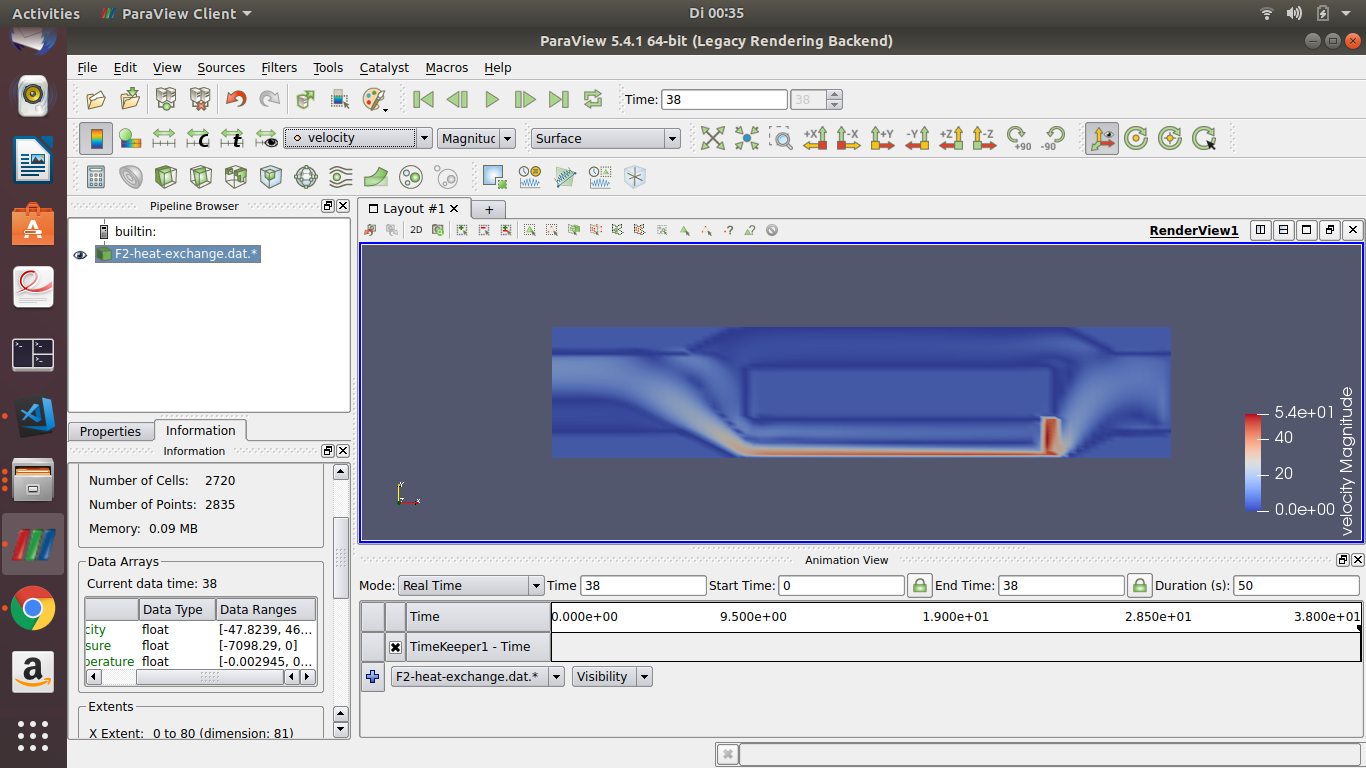 Activities ParaView Client Di 00:35
ParaView 5.4.1 64-bit (Legacy Rendering Backend)
File Edit View Sources Filters Tools Catalyst Macros Help
Time: 38 38
velocity Magnituc Surface +X -X +Y -Y +Z -Z +90 -90
Pipeline Browser
builtin:
F2-heat-exchange.dat.*
Properties Information
Information
Number of Cells: 2720
Number of Points: 2835
Memory: 0.09 MB
Data Arrays
Current data time: 38
Data Type Data Ranges
city float [-47.8239, 46...
sure float [-7098.29, 0]
perature float [-0.002945, 0...
Extents
X Extent: 0 to 80 (dimension: 81)
Layout #1
2D RenderView1
5.4e+01
40
20
0.0e+00
velocity Magnitude
Y
X
Animation View
Mode: Real Time Time 38 Start Time: 0 End Time: 38 Duration (s): 50
Time 0.000e+00 9.500e+00 1.900e+01 2.850e+01 3.800e+01
TimeKeeper1 - Time
F2-heat-exchange.dat.* Visibility